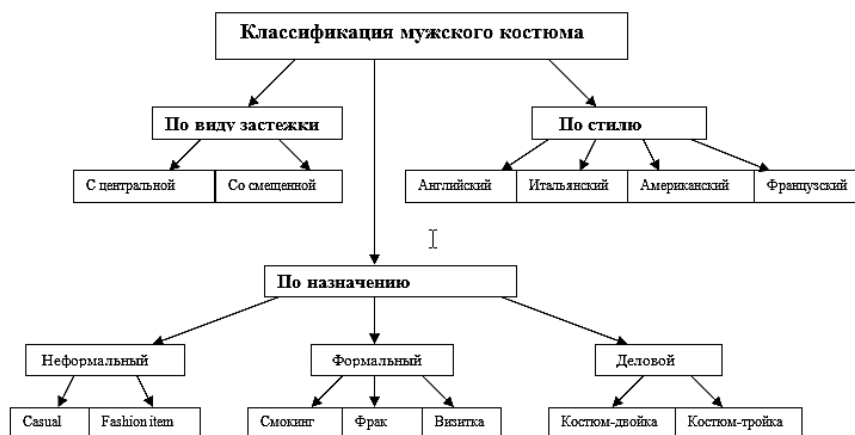 Классификация мужского костюма
По виду застежки
По стилю
С центральной
Со смещенной
Английский
Итальянский
Американский
Французский
По назначению
Неформальный
Формальный
Деловой
Casual
Fashion item
Смокинг
Фрак
Визитка
Костюм-двойка
Костюм-тройка